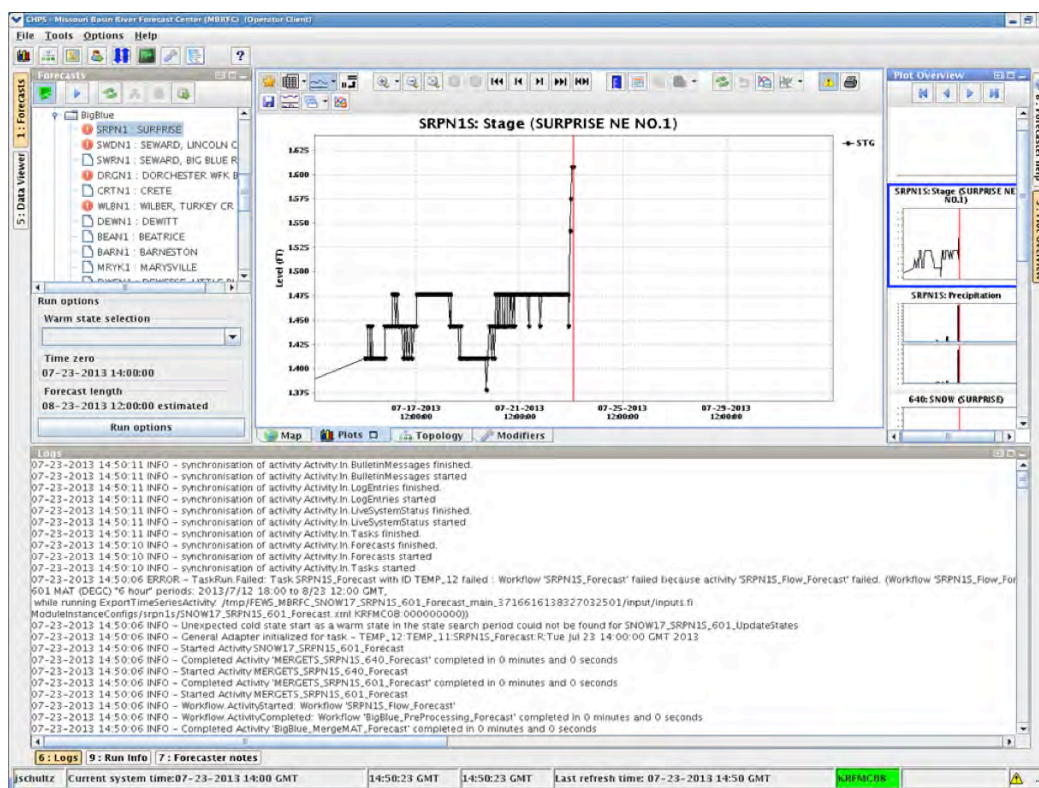 CHPS - Missouri Basin River Forecast Center (MBRFC) (Operator Client)
File Tools Options Help
?
1: Forecasts
5 : Data Viewer
Forecasts
BigBlue
SRPN1 : SURPRISE
SWDN1 : SEWARD, LINCOLN C
SWRN1 : SEWARD, BIG BLUE R
DRGN1 : DORCHESTER WFK B
CRTN1 : CRETE
WLBN1 : WILBER, TURKEY CR
DEWN1 : DEWITT
BEAN1 : BEATRICE
BARN1 : BARNESTON
MRYK1 : MARYSVILLE
Run options
Warm state selection
Time zero
07-23-2013 14:00:00
Forecast length
08-23-2013 12:00:00 estimated
Run options
SRPN1S: Stage (SURPRISE NE NO.1)
STG
Level (FT)
1.625
1.600
1.575
1.550
1.525
1.500
1.475
1.450
1.425
1.400
1.375
07-17-2013 12:00:00
07-21-2013 12:00:00
07-25-2013 12:00:00
07-29-2013 12:00:00
Map Plots Topology Modifiers
Plot Overview
SRPN1S: Stage (SURPRISE NE NO.1)
SRPN1S: Precipitation
640: SNOW (SURPRISE)
Logs
07-23-2013 14:50:11 INFO - synchronisation of activity Activity.In.BulletinMessages finished.
07-23-2013 14:50:11 INFO - synchronisation of activity Activity.In.BulletinMessages started
07-23-2013 14:50:11 INFO - synchronisation of activity Activity.In.LogEntries finished.
07-23-2013 14:50:11 INFO - synchronisation of activity Activity.In.LogEntries started
07-23-2013 14:50:11 INFO - synchronisation of activity Activity.In.LiveSystemStatus finished.
07-23-2013 14:50:11 INFO - synchronisation of activity Activity.In.LiveSystemStatus started
07-23-2013 14:50:11 INFO - synchronisation of activity Activity.In.Tasks finished.
07-23-2013 14:50:10 INFO - synchronisation of activity Activity.In.Forecasts finished.
07-23-2013 14:50:10 INFO - synchronisation of activity Activity.In.Forecasts started
07-23-2013 14:50:10 INFO - synchronisation of activity Activity.In.Tasks started
07-23-2013 14:50:06 ERROR - TaskRun.Failed: Task SRPN1S_Forecast with ID TEMP_12 failed : Workflow 'SRPN1S_Forecast' failed because activity 'SRPN1S_Flow_Forecast' failed. (Workflow 'SRPN1S_Flow_For
601 MAT (DEGC) "6 hour" periods: 2013/7/12 18:00 to 8/23 12:00 GMT,
while running ExportTimeSeriesActivity: /tmp/FEWS_MBRFC_SNOW17_SRPN1S_601_Forecast_main_3716616138327032501/input/inputs.fi
ModuleInstanceConfigs/srpn1s/SNOW17_SRPN1S_601_Forecast.xml KRFMC08:000000000))
07-23-2013 14:50:06 INFO - Unexpected cold state start as a warm state in the state search period could not be found for SNOW17_SRPN1S_601_UpdateStates
07-23-2013 14:50:06 INFO - General Adapter initialized for task - TEMP_12:TEMP_11:SRPN1S_Forecast:R:Tue Jul 23 14:00:00 GMT 2013
07-23-2013 14:50:06 INFO - Started Activity SNOW17_SRPN1S_601_Forecast
07-23-2013 14:50:06 INFO - Completed Activity 'MERGETS_SRPN1S_640_Forecast' completed in 0 minutes and 0 seconds
07-23-2013 14:50:06 INFO - Started Activity MERGETS_SRPN1S_640_Forecast
07-23-2013 14:50:06 INFO - Completed Activity 'MERGETS_SRPN1S_601_Forecast' completed in 0 minutes and 0 seconds
07-23-2013 14:50:06 INFO - Started Activity MERGETS_SRPN1S_601_Forecast
07-23-2013 14:50:06 INFO - Workflow.ActivityStarted: Workflow 'SRPN1S_Flow_Forecast'
07-23-2013 14:50:06 INFO - Workflow.ActivityCompleted: Workflow 'BigBlue_PreProcessing_Forecast' completed in 0 minutes and 0 seconds
07-23-2013 14:50:06 INFO - Completed Activity 'BigBlue_MergeMAT_Forecast' completed in 0 minutes and 0 seconds
6 : Logs 9 : Run Info 7 : Forecaster notes
jschultz Current system time:07-23-2013 14:00 GMT 14:50:23 GMT 14:50:23 GMT Last refresh time: 07-23-2013 14:50 GMT KRFMC08